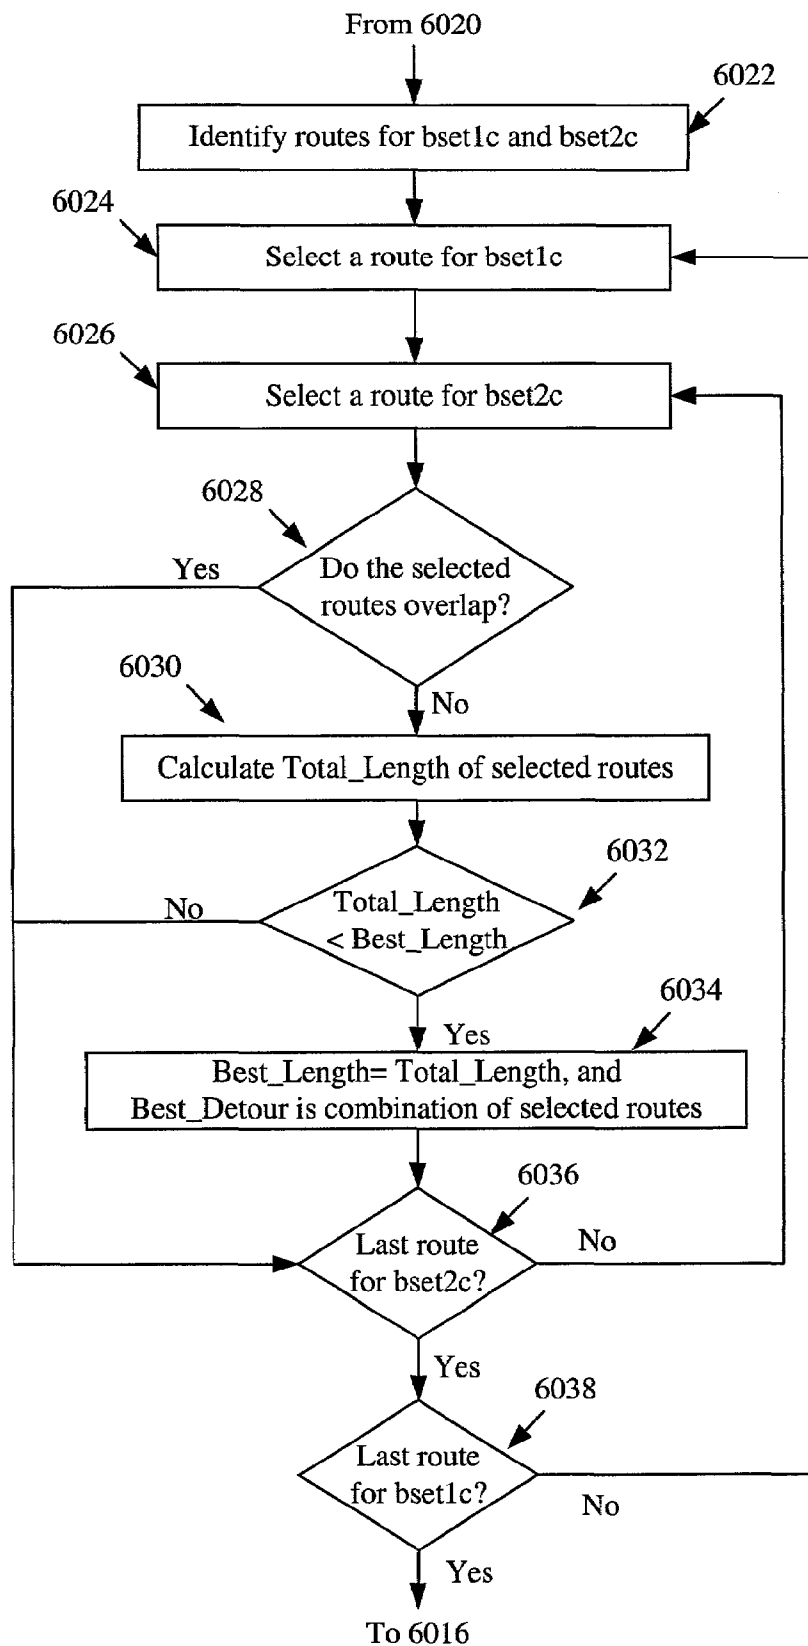 From 6020
6022
Identify routes for bset1c and bset2c
6024
Select a route for bset1c
6026
Select a route for bset2c
6028
Yes
Do the selected
routes overlap?
6030
No
Calculate Total_Length of selected routes
6032
No
Total_Length
< Best_Length
6034
Yes
Best_Length= Total_Length, and
Best_Detour is combination of selected routes
6036
Last route
for bset2c?
No
Yes
6038
Last route
for bset1c?
No
Yes
To 6016